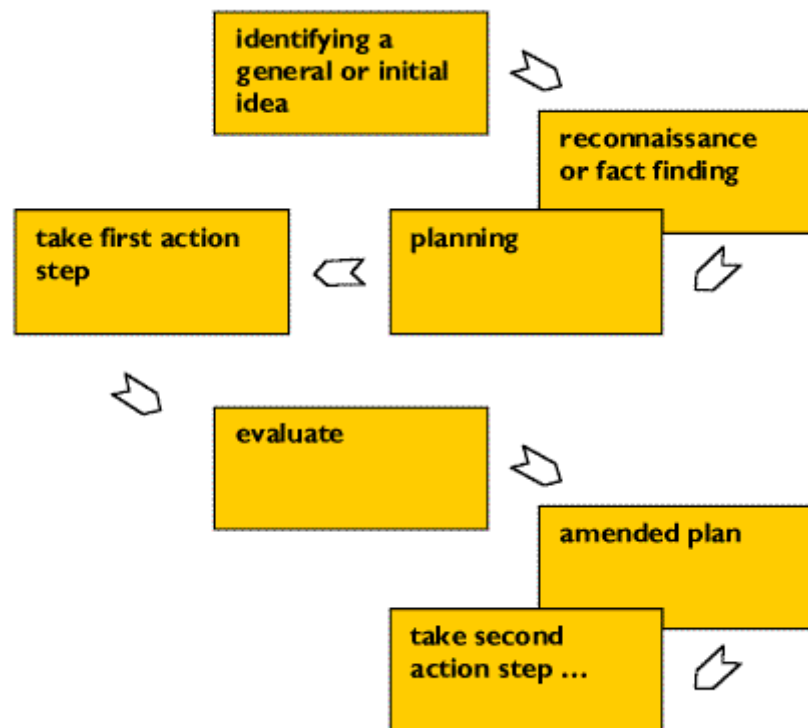 identifying a
general or initial
idea
reconnaissance
or fact finding
planning
take first action
step
evaluate
amended plan
take second
action step ...